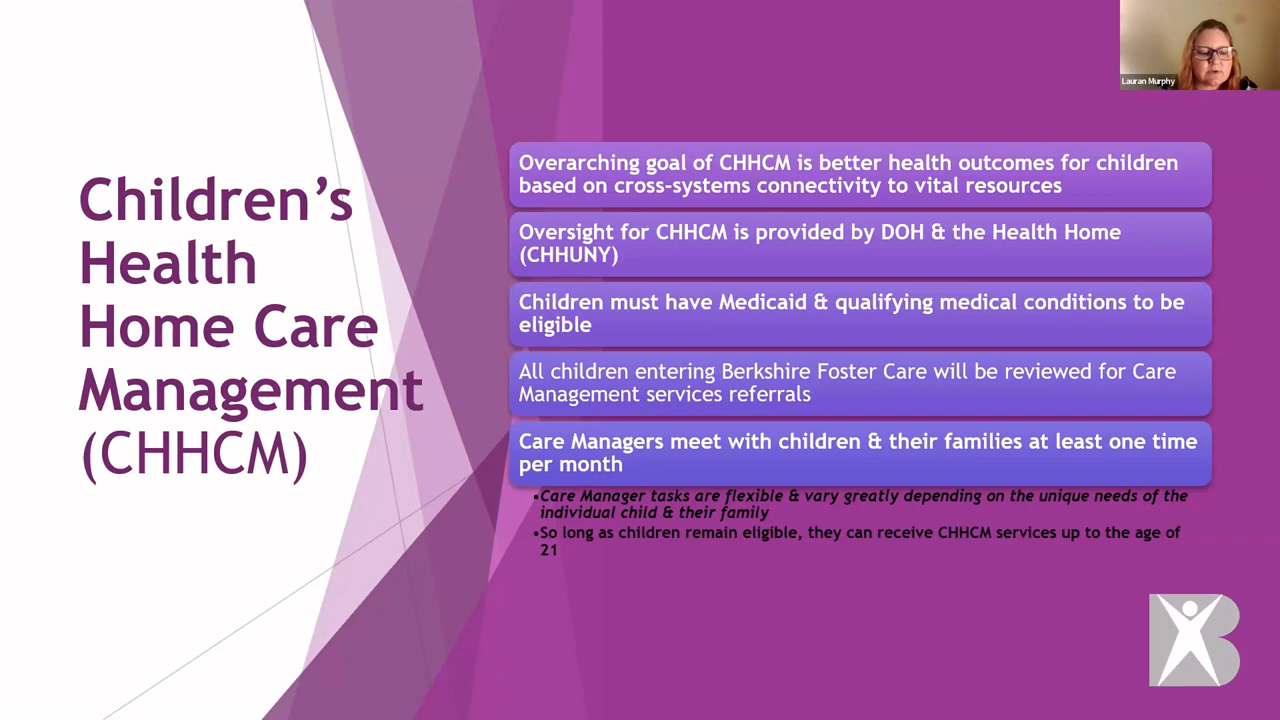 Lauran Murphy
Children’s
Health
Home Care
Management
(CHHCM)
Overarching goal of CHHCM is better health outcomes for children
based on cross-systems connectivity to vital resources
Oversight for CHHCM is provided by DOH & the Health Home
(CHHUNY)
Children must have Medicaid & qualifying medical conditions to be
eligible
All children entering Berkshire Foster Care will be reviewed for Care
Management services referrals
Care Managers meet with children & their families at least one time
per month
•Care Manager tasks are flexible & vary greatly depending on the unique needs of the
individual child & their family
•So long as children remain eligible, they can receive CHHCM services up to the age of
21
B